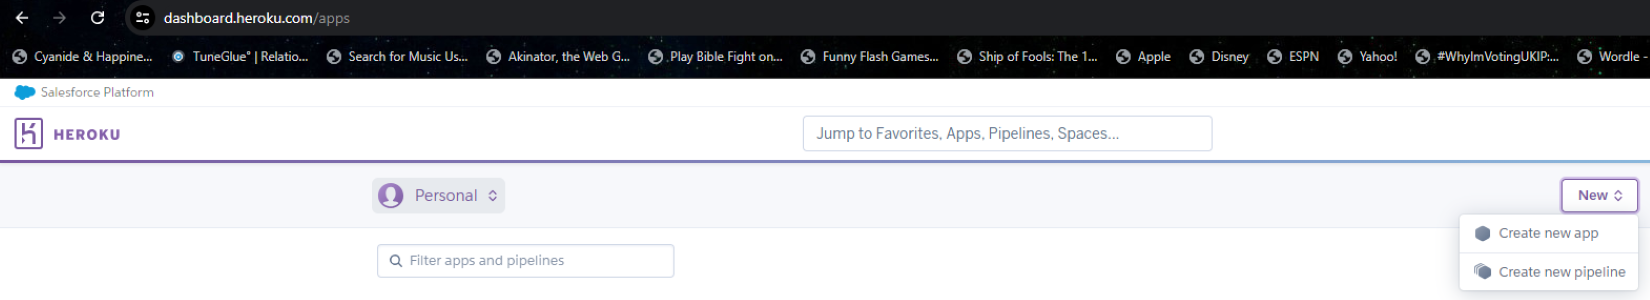 dashboard.heroku.com/apps
Cyanide & Happine... TuneGlue° | Relatio... Search for Music Us... Akinator, the Web G... Play Bible Fight on... Funny Flash Games... Ship of Fools: The 1... Apple Disney ESPN Yahoo! #WhyImVotingUKIP:... Wordle -
Salesforce Platform
HEROKU Jump to Favorites, Apps, Pipelines, Spaces...
Personal New
Create new app
Filter apps and pipelines
Create new pipeline